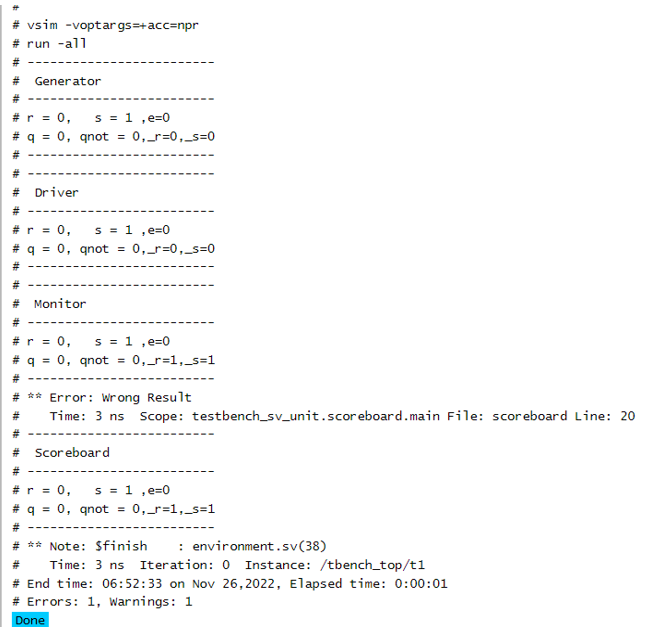 #
# vsim -voptargs=+acc=npr
# run -all
# -------------------------
#  Generator
# -------------------------
# r = 0,   s = 1 ,e=0
# q = 0, qnot = 0,_r=0,_s=0
# -------------------------
# -------------------------
#  Driver
# -------------------------
# r = 0,   s = 1 ,e=0
# q = 0, qnot = 0,_r=0,_s=0
# -------------------------
# -------------------------
#  Monitor
# -------------------------
# r = 0,   s = 1 ,e=0
# q = 0, qnot = 0,_r=1,_s=1
# -------------------------
# ** Error: Wrong Result
#    Time: 3 ns  Scope: testbench_sv_unit.scoreboard.main File: scoreboard Line: 20
# -------------------------
#  Scoreboard
# -------------------------
# r = 0,   s = 1 ,e=0
# q = 0, qnot = 0,_r=1,_s=1
# -------------------------
# ** Note: $finish    : environment.sv(38)
#    Time: 3 ns  Iteration: 0  Instance: /tbench_top/t1
# End time: 06:52:33 on Nov 26,2022, Elapsed time: 0:00:01
# Errors: 1, Warnings: 1
Done